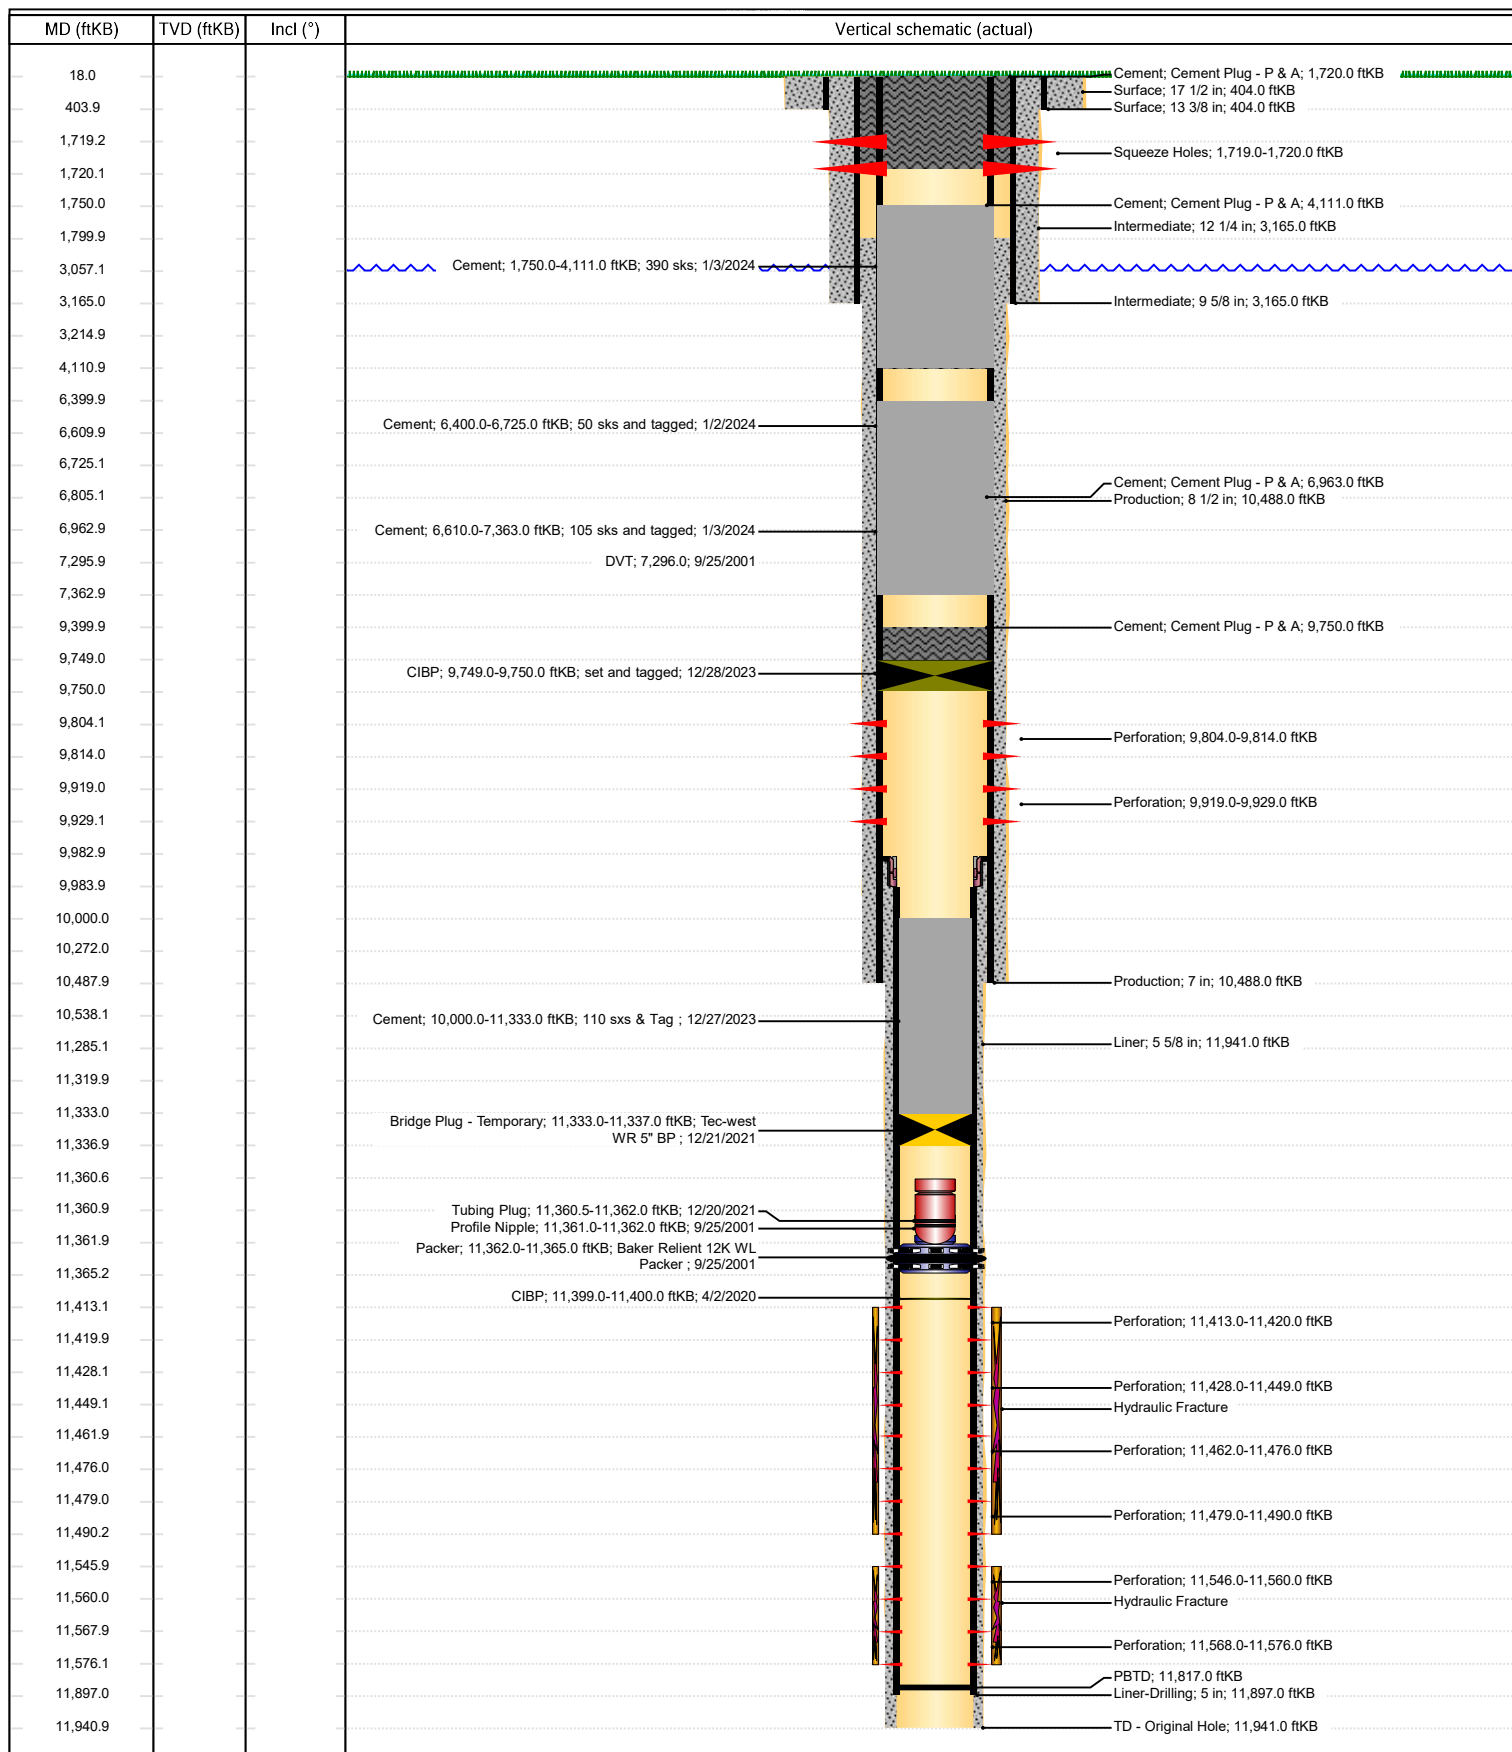 MD (ftKB) TVD (ftKB) Incl (°) Vertical schematic (actual)
18.0
Cement; Cement Plug - P & A; 1,720.0 ftKB
Surface; 17 1/2 in; 404.0 ftKB
403.9
Surface; 13 3/8 in; 404.0 ftKB
1,719.2
Squeeze Holes; 1,719.0-1,720.0 ftKB
1,720.1
1,750.0
Cement; Cement Plug - P & A; 4,111.0 ftKB
Intermediate; 12 1/4 in; 3,165.0 ftKB
1,799.9
Cement; 1,750.0-4,111.0 ftKB; 390 sks; 1/3/2024
3,057.1
3,165.0
Intermediate; 9 5/8 in; 3,165.0 ftKB
3,214.9
4,110.9
6,399.9
Cement; 6,400.0-6,725.0 ftKB; 50 sks and tagged; 1/2/2024
6,609.9
6,725.1
Cement; Cement Plug - P & A; 6,963.0 ftKB
6,805.1
Production; 8 1/2 in; 10,488.0 ftKB
6,962.9
Cement; 6,610.0-7,363.0 ftKB; 105 sks and tagged; 1/3/2024
7,295.9
DVT; 7,296.0; 9/25/2001
7,362.9
9,399.9
Cement; Cement Plug - P & A; 9,750.0 ftKB
9,749.0
CIBP; 9,749.0-9,750.0 ftKB; set and tagged; 12/28/2023
9,750.0
9,804.1
Perforation; 9,804.0-9,814.0 ftKB
9,814.0
9,919.0
Perforation; 9,919.0-9,929.0 ftKB
9,929.1
9,982.9
9,983.9
10,000.0
10,272.0
10,487.9
Production; 7 in; 10,488.0 ftKB
10,538.1
Cement; 10,000.0-11,333.0 ftKB; 110 sxs & Tag ; 12/27/2023
11,285.1
Liner; 5 5/8 in; 11,941.0 ftKB
11,319.9
11,333.0
Bridge Plug - Temporary; 11,333.0-11,337.0 ftKB; Tec-west
WR 5" BP ; 12/21/2021
11,336.9
11,360.6
11,360.9
Tubing Plug; 11,360.5-11,362.0 ftKB; 12/20/2021
Profile Nipple; 11,361.0-11,362.0 ftKB; 9/25/2001
11,361.9
Packer; 11,362.0-11,365.0 ftKB; Baker Relient 12K WL
Packer ; 9/25/2001
11,365.2
CIBP; 11,399.0-11,400.0 ftKB; 4/2/2020
11,413.1
Perforation; 11,413.0-11,420.0 ftKB
11,419.9
11,428.1
Perforation; 11,428.0-11,449.0 ftKB
11,449.1
Hydraulic Fracture
11,461.9
Perforation; 11,462.0-11,476.0 ftKB
11,476.0
11,479.0
Perforation; 11,479.0-11,490.0 ftKB
11,490.2
11,545.9
Perforation; 11,546.0-11,560.0 ftKB
11,560.0
Hydraulic Fracture
11,567.9
Perforation; 11,568.0-11,576.0 ftKB
11,576.1
PBTD; 11,817.0 ftKB
11,897.0
Liner-Drilling; 5 in; 11,897.0 ftKB
11,940.9
TD - Original Hole; 11,941.0 ftKB